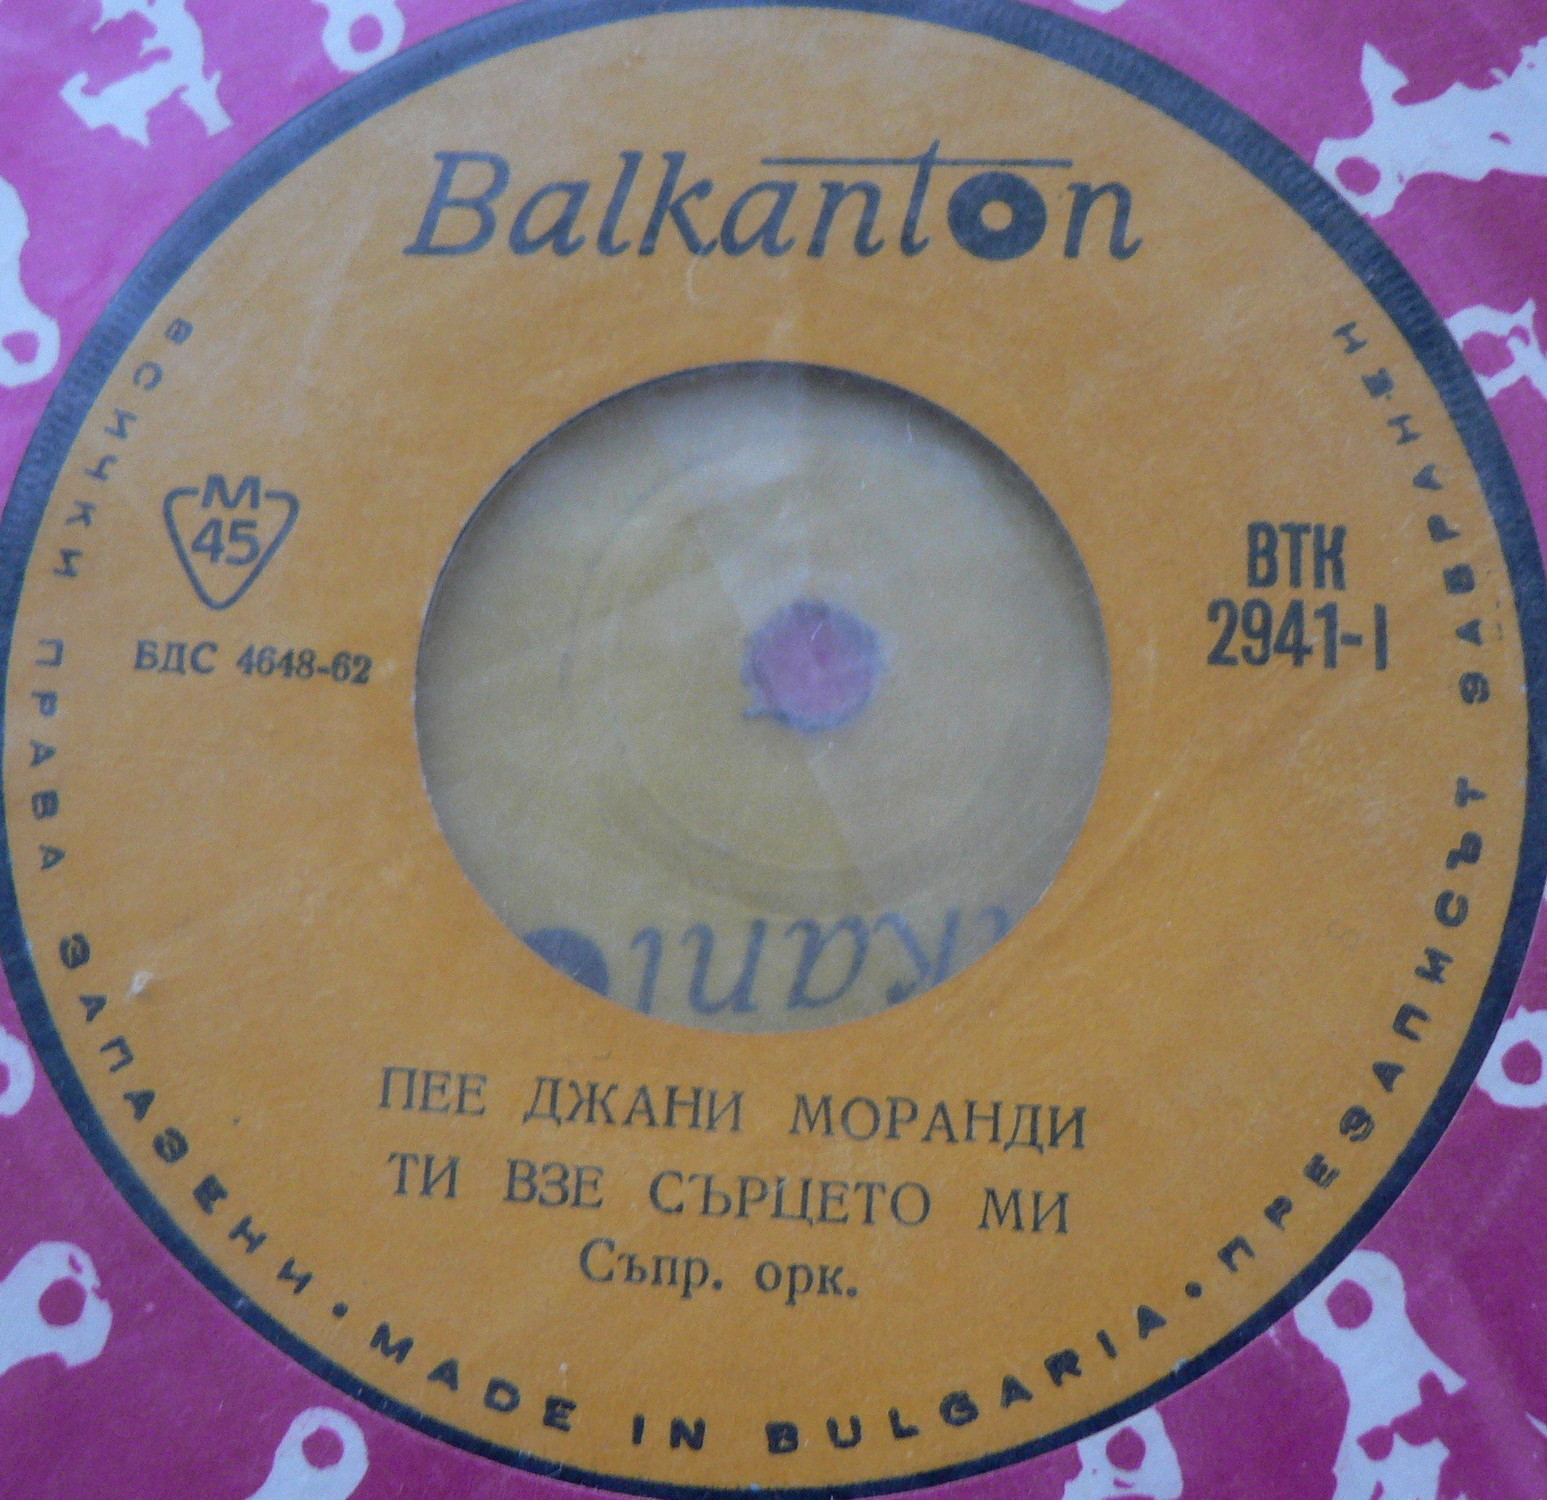 Balkanton
M
45
БДС 4648-62
ВТК
2941-I
ПЕЕ ДЖАНИ МОРАНДИ
ТИ ВЗЕ СЪРЦЕТО МИ
Съпр. орк.
ВСИЧКИ ПРАВА ЗАПАЗЕНИ • MADE IN BULGARIA • ПРЕЗАПИСЪТ ЗАБРАНЕН
kanto